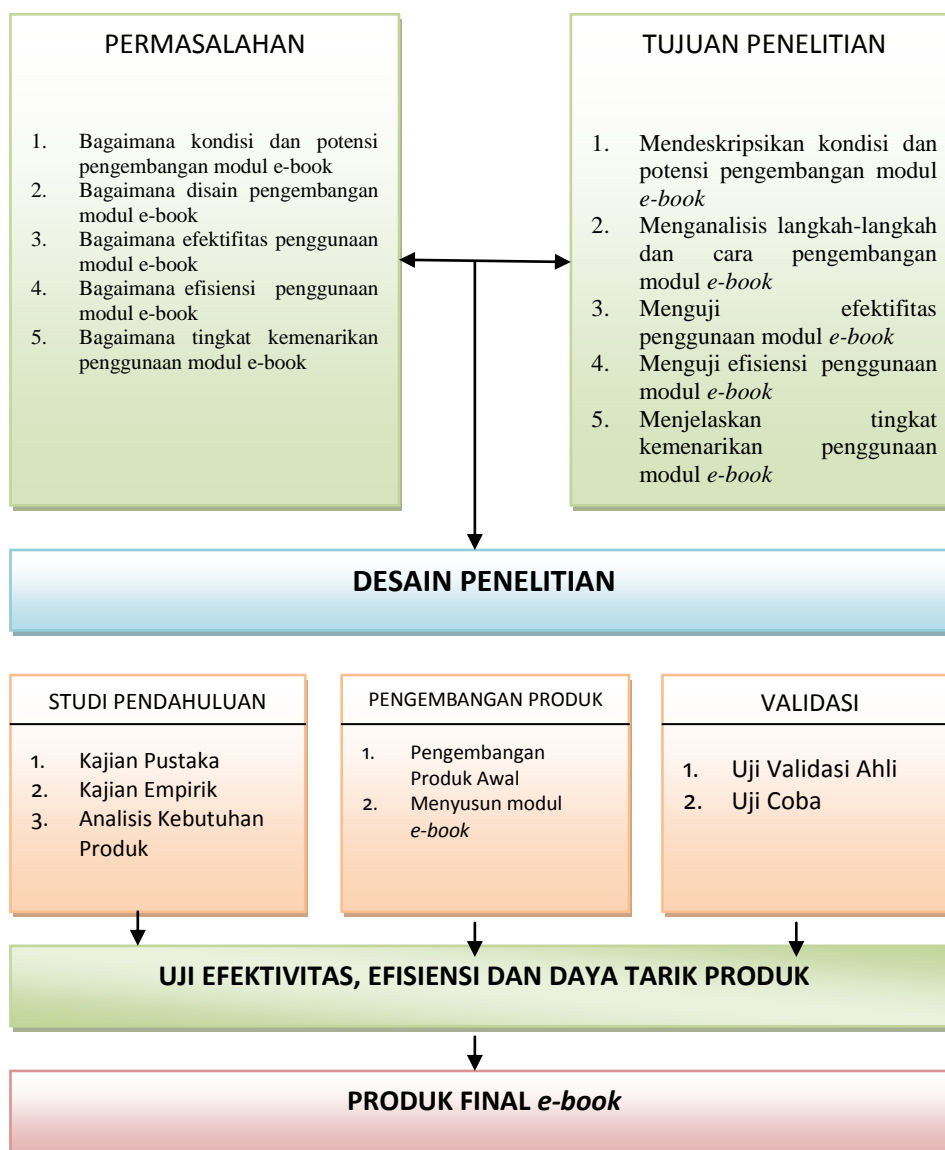 PERMASALAHAN
1. Bagaimana kondisi dan potensi
pengembangan modul e-book
2. Bagaimana disain pengembangan
modul e-book
3. Bagaimana efektifitas penggunaan
modul e-book
4. Bagaimana efisiensi penggunaan
modul e-book
5. Bagaimana tingkat kemenarikan
penggunaan modul e-book
TUJUAN PENELITIAN
1. Mendeskripsikan kondisi dan
potensi pengembangan modul
e-book
2. Menganalisis langkah-langkah
dan cara pengembangan
modul e-book
3. Menguji efektifitas
penggunaan modul e-book
4. Menguji efisiensi penggunaan
modul e-book
5. Menjelaskan tingkat
kemenarikan penggunaan
modul e-book
DESAIN PENELITIAN
STUDI PENDAHULUAN
1. Kajian Pustaka
2. Kajian Empirik
3. Analisis Kebutuhan
Produk
PENGEMBANGAN PRODUK
1. Pengembangan
Produk Awal
2. Menyusun modul
e-book
VALIDASI
1. Uji Validasi Ahli
2. Uji Coba
UJI EFEKTIVITAS, EFISIENSI DAN DAYA TARIK PRODUK
PRODUK FINAL e-book